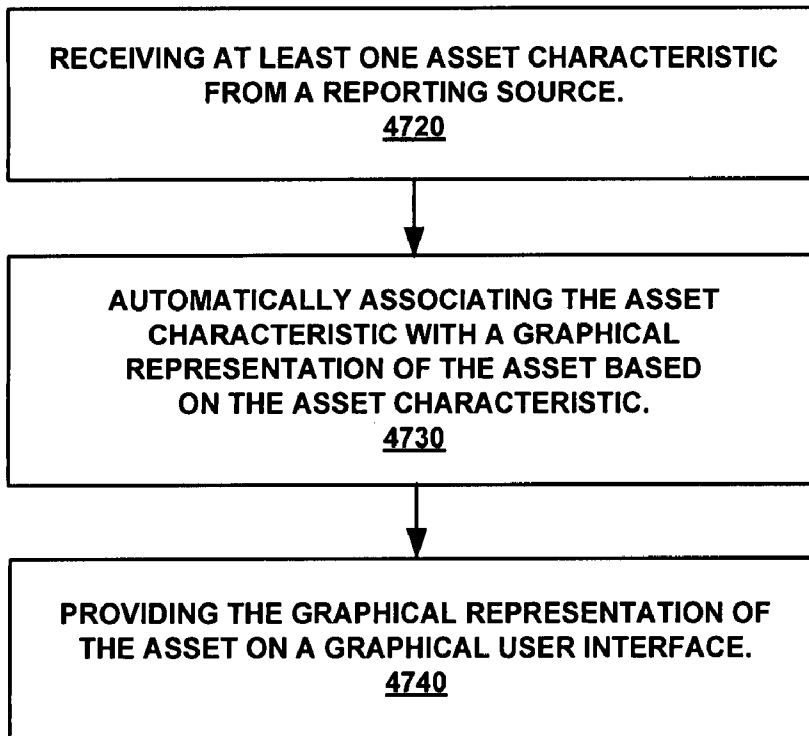 RECEIVING AT LEAST ONE ASSET CHARACTERISTIC
FROM A REPORTING SOURCE.
4720
AUTOMATICALLY ASSOCIATING THE ASSET
CHARACTERISTIC WITH A GRAPHICAL
REPRESENTATION OF THE ASSET BASED
ON THE ASSET CHARACTERISTIC.
4730
PROVIDING THE GRAPHICAL REPRESENTATION OF
THE ASSET ON A GRAPHICAL USER INTERFACE.
4740